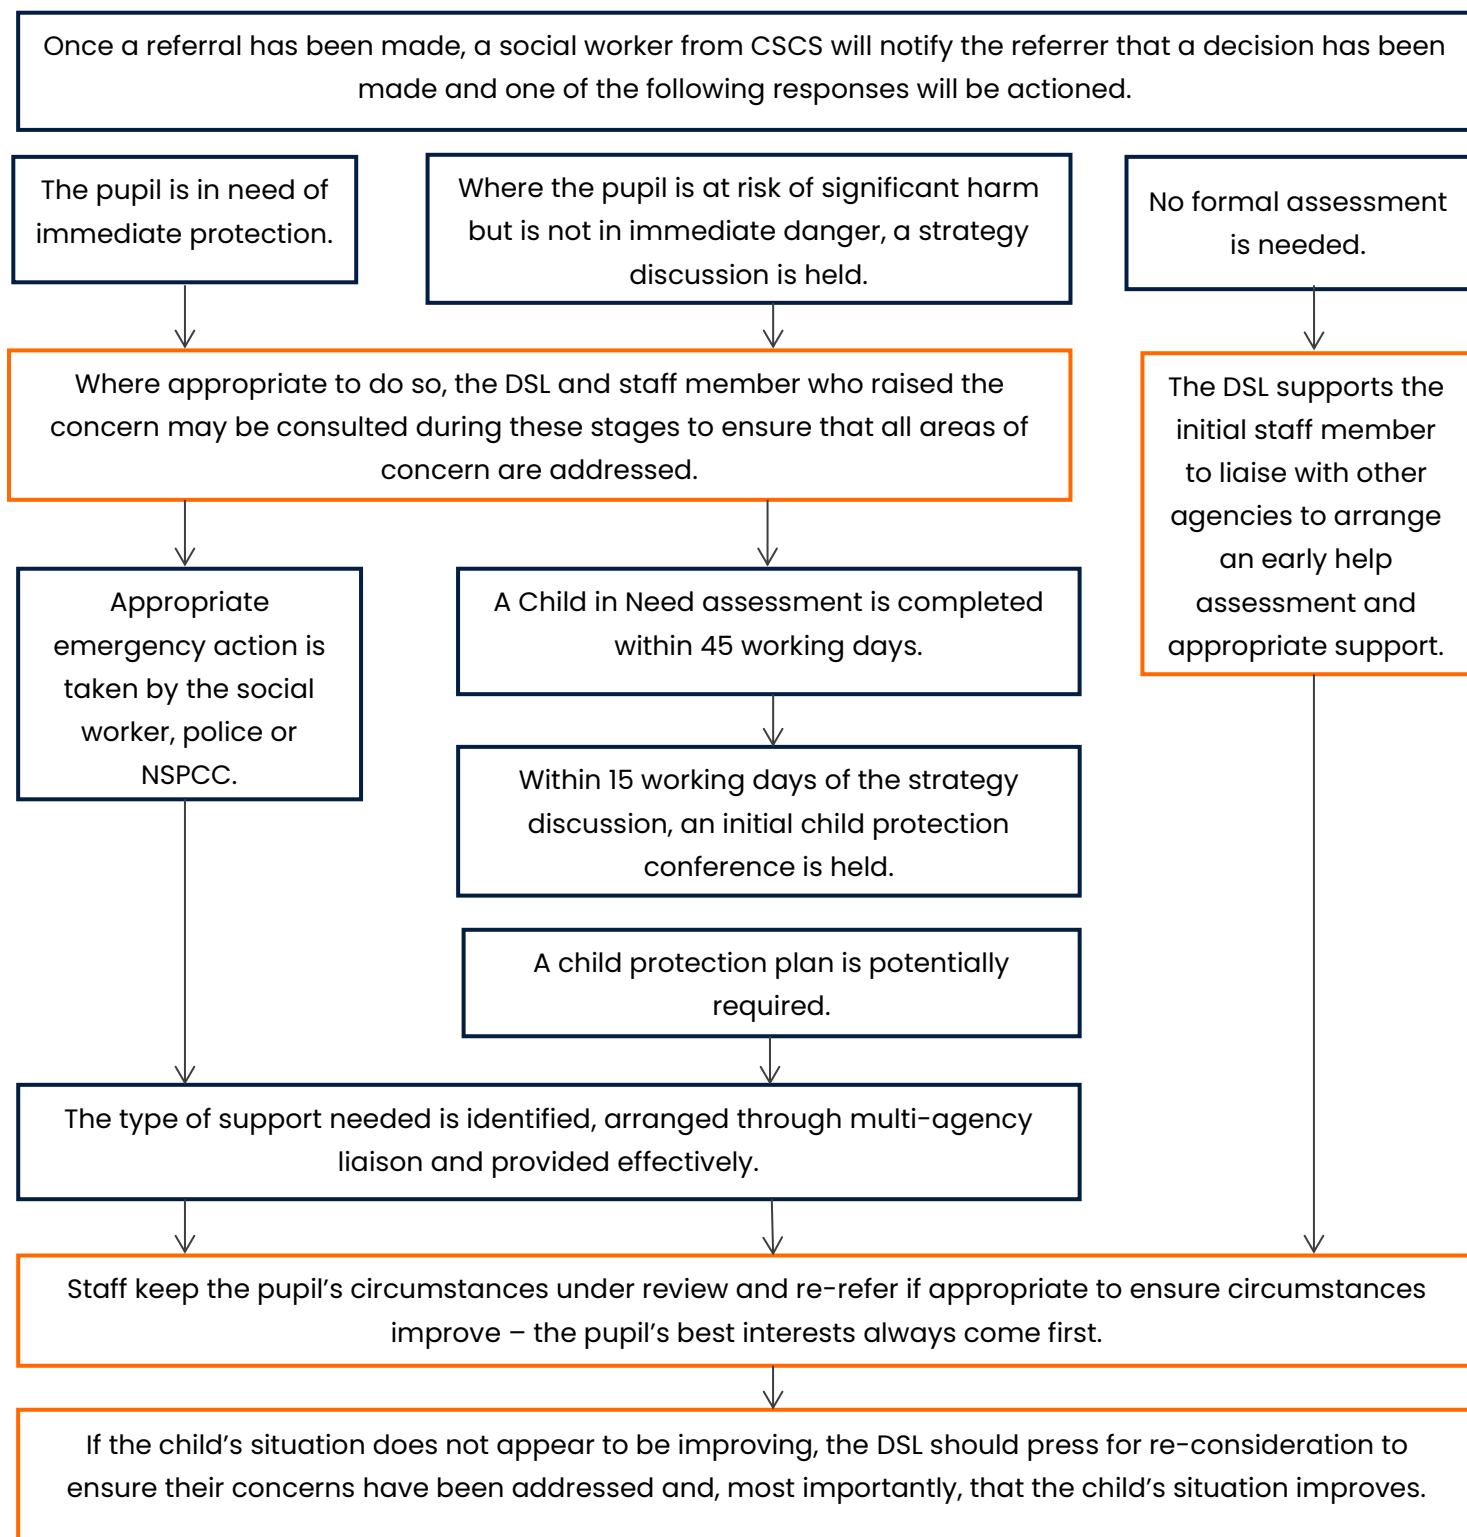 Once a referral has been made, a social worker from CSCS will notify the referrer that a decision has been
made and one of the following responses will be actioned.
The pupil is in need of
immediate protection.
Where the pupil is at risk of significant harm
but is not in immediate danger, a strategy
discussion is held.
No formal assessment
is needed.
Where appropriate to do so, the DSL and staff member who raised the
concern may be consulted during these stages to ensure that all areas of
concern are addressed.
The DSL supports the
initial staff member
to liaise with other
agencies to arrange
an early help
assessment and
appropriate support.
Appropriate
emergency action is
taken by the social
worker, police or
NSPCC.
A Child in Need assessment is completed
within 45 working days.
Within 15 working days of the strategy
discussion, an initial child protection
conference is held.
A child protection plan is potentially
required.
The type of support needed is identified, arranged through multi-agency
liaison and provided effectively.
Staff keep the pupil’s circumstances under review and re-refer if appropriate to ensure circumstances
improve – the pupil’s best interests always come first.
If the child’s situation does not appear to be improving, the DSL should press for re-consideration to
ensure their concerns have been addressed and, most importantly, that the child’s situation improves.